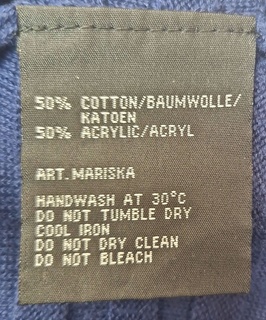 50% COTTON/BAUMWOLLE/
KATOEN
50% ACRYLIC/ACRYL
ART.MARISKA
HANDWASH AT 30°C
DO NOT TUMBLE DRY
COOL IRON
DO NOT DRY CLEAN
DO NOT BLEACH